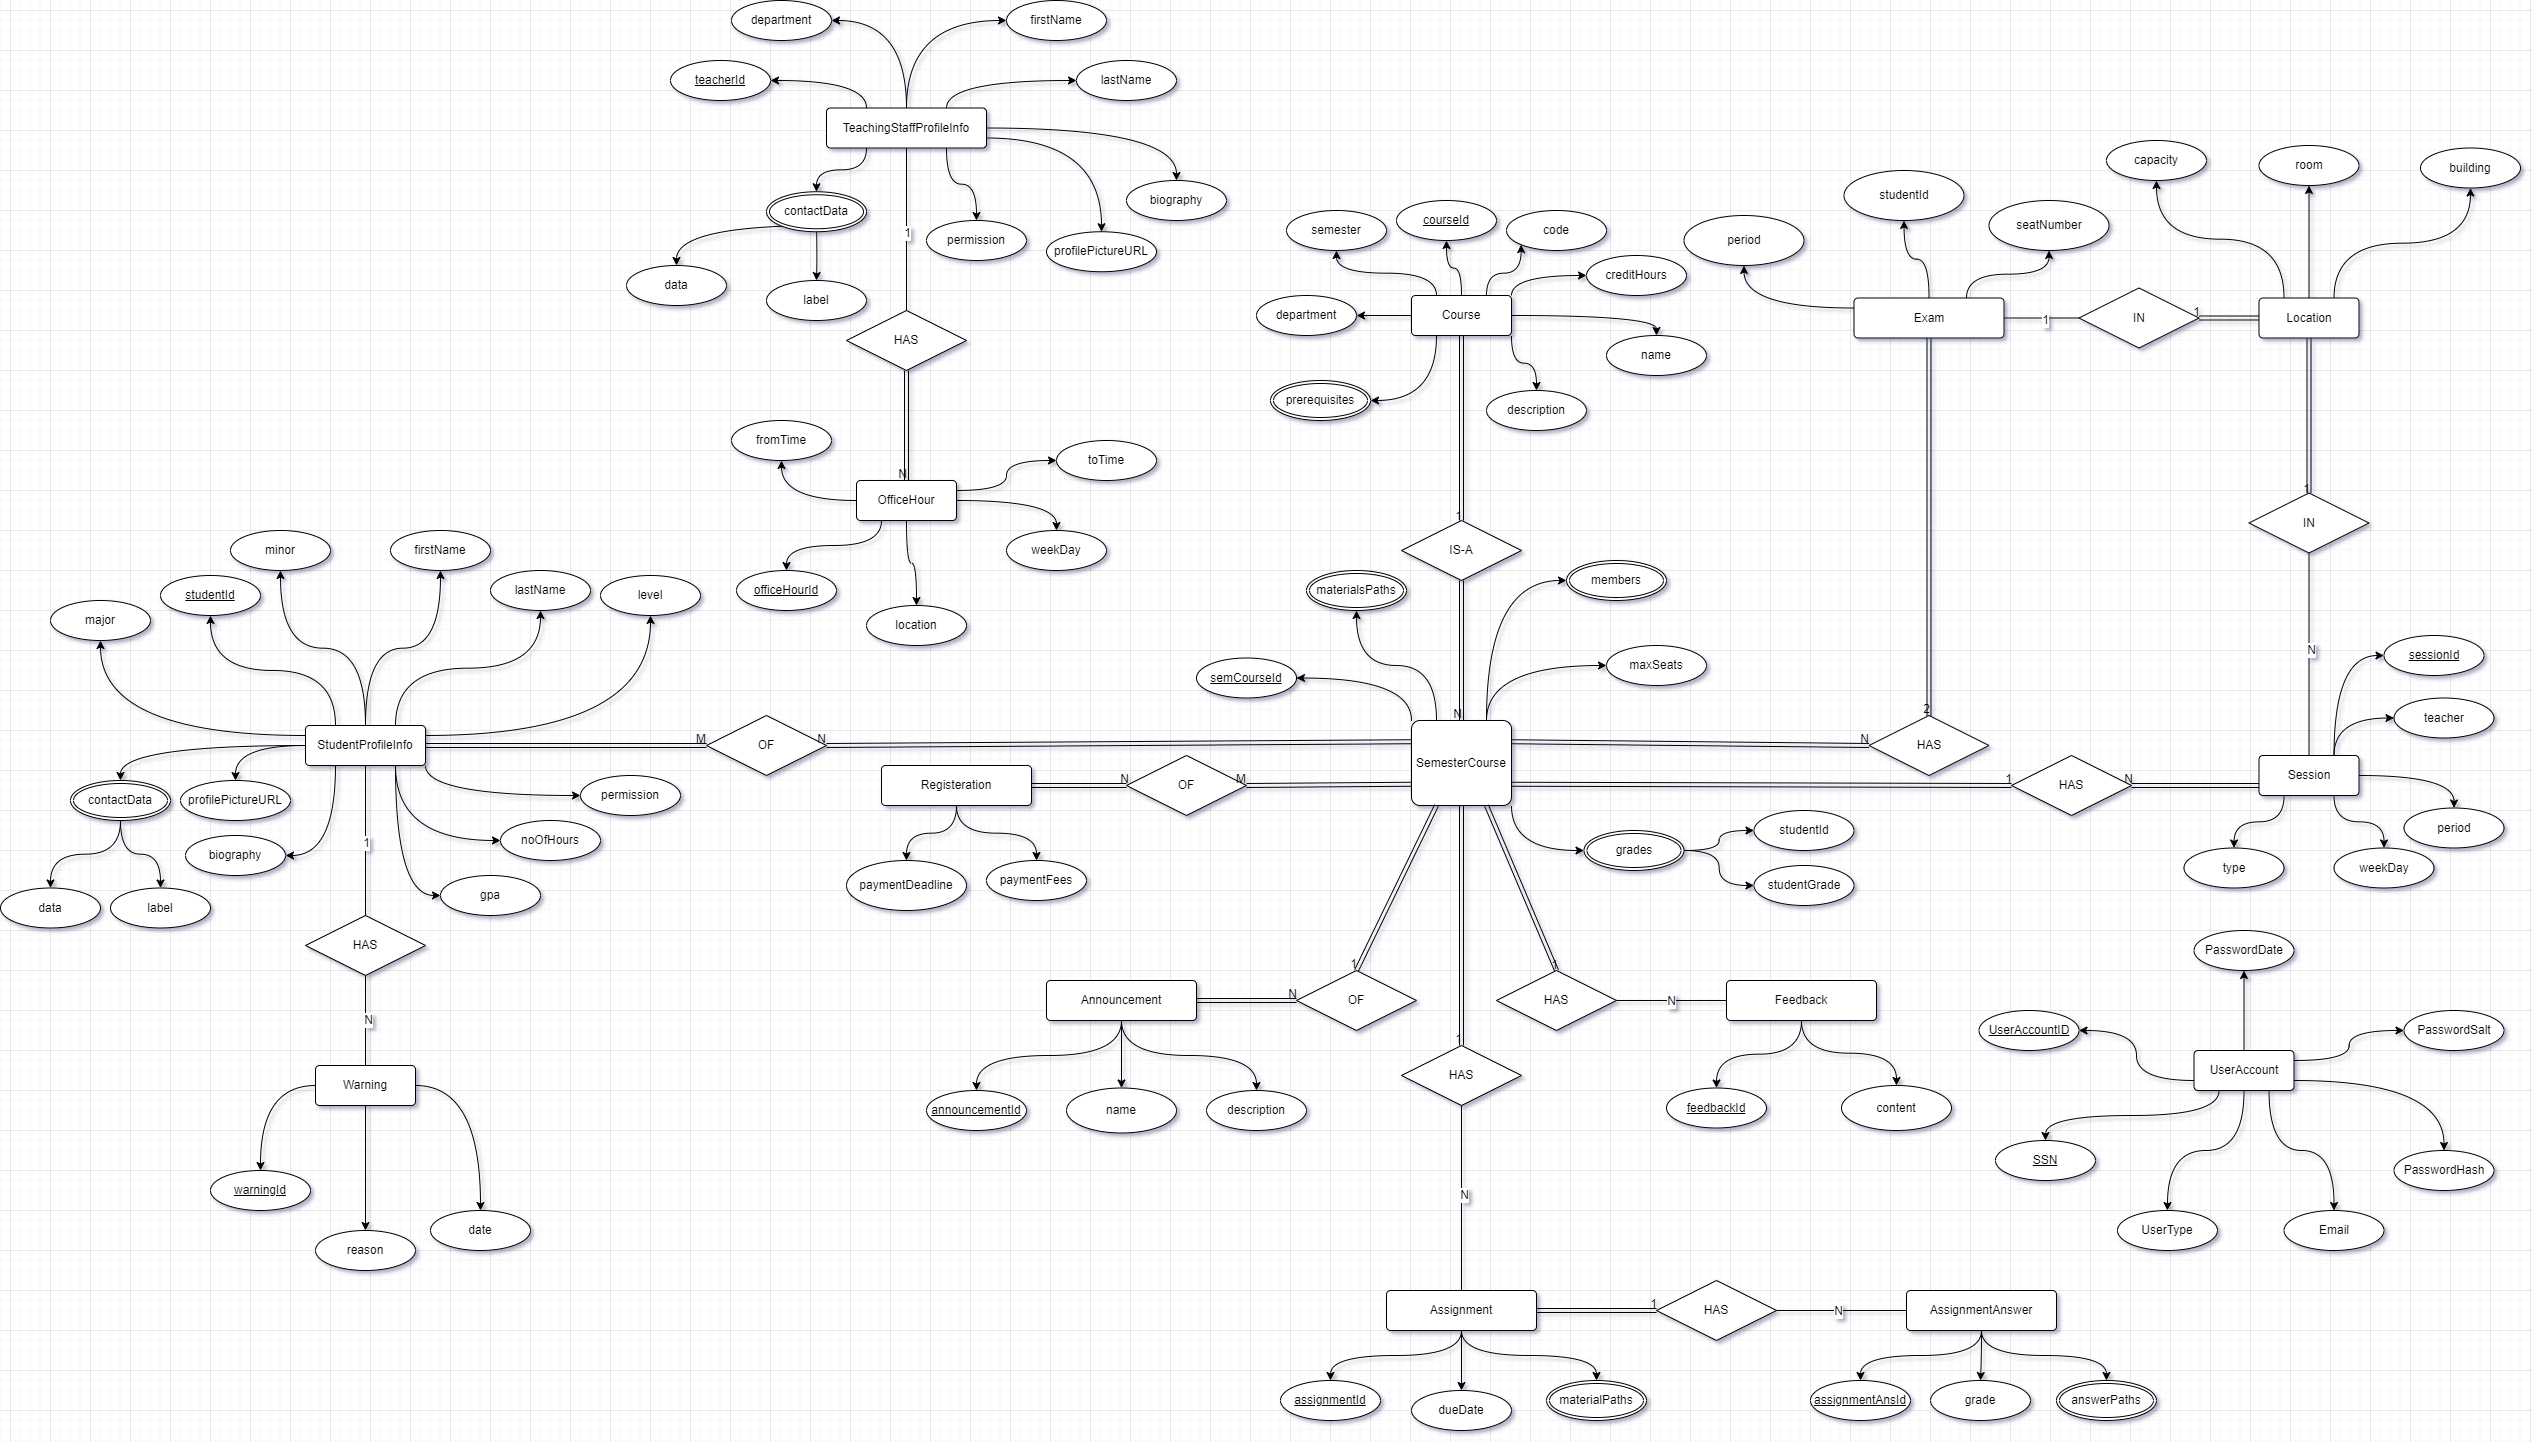 department
firstName
teacherId
lastName
TeachingStaffProfileInfo
contactData
biography
1
permission
profilePictureURL
data
label
HAS
fromTime
toTime
N
OfficeHour
weekDay
officeHourId
location
semester
courseId
code
creditHours
department
Course
name
prerequisites
description
1
IS-A
materialsPaths
members
semCourseId
maxSeats
N
SemesterCourse
period
studentId
seatNumber
Exam
1
IN
1
capacity
room
building
Location
1
IN
N
sessionId
teacher
Session
period
type
weekDay
2
N
HAS
1
HAS
N
minor
firstName
studentId
lastName
level
major
StudentProfileInfo
M
OF
N
contactData
profilePictureURL
permission
biography
1
noOfHours
gpa
data
label
HAS
N
Warning
warningId
reason
date
Registeration
N
OF
M
paymentDeadline
paymentFees
grades
studentId
studentGrade
Announcement
N
OF
1
announcementId
name
description
1
HAS
N
Feedback
feedbackId
content
1
HAS
N
PasswordDate
UserAccountID
PasswordSalt
UserAccount
SSN
PasswordHash
UserType
Email
Assignment
1
HAS
N
AssignmentAnswer
assignmentId
dueDate
materialPaths
assignmentAnsId
grade
answerPaths